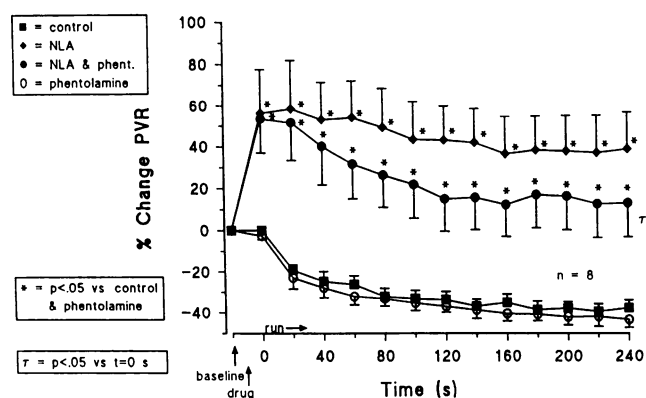 ■ = control
♦ = NLA
● = NLA & phent.
O = phentolamine
* = p<.05 vs control
& phentolamine
τ = p<.05 vs t=0 s
% Change PVR
100
80
60
40
20
0
-20
-40
* * * * * * * * * * * * *
* * * * * * * * * * * * *
τ
n = 8
run→
0 40 80 120 160 200 240
baseline
drug
Time (s)